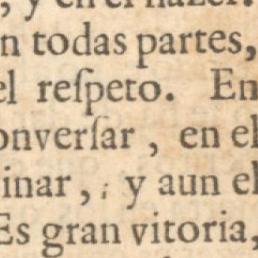 , y en el hazer.
n todas partes,
el reſpeto. En
onverſar, en el
inar, y aun el
Es gran vitoria,